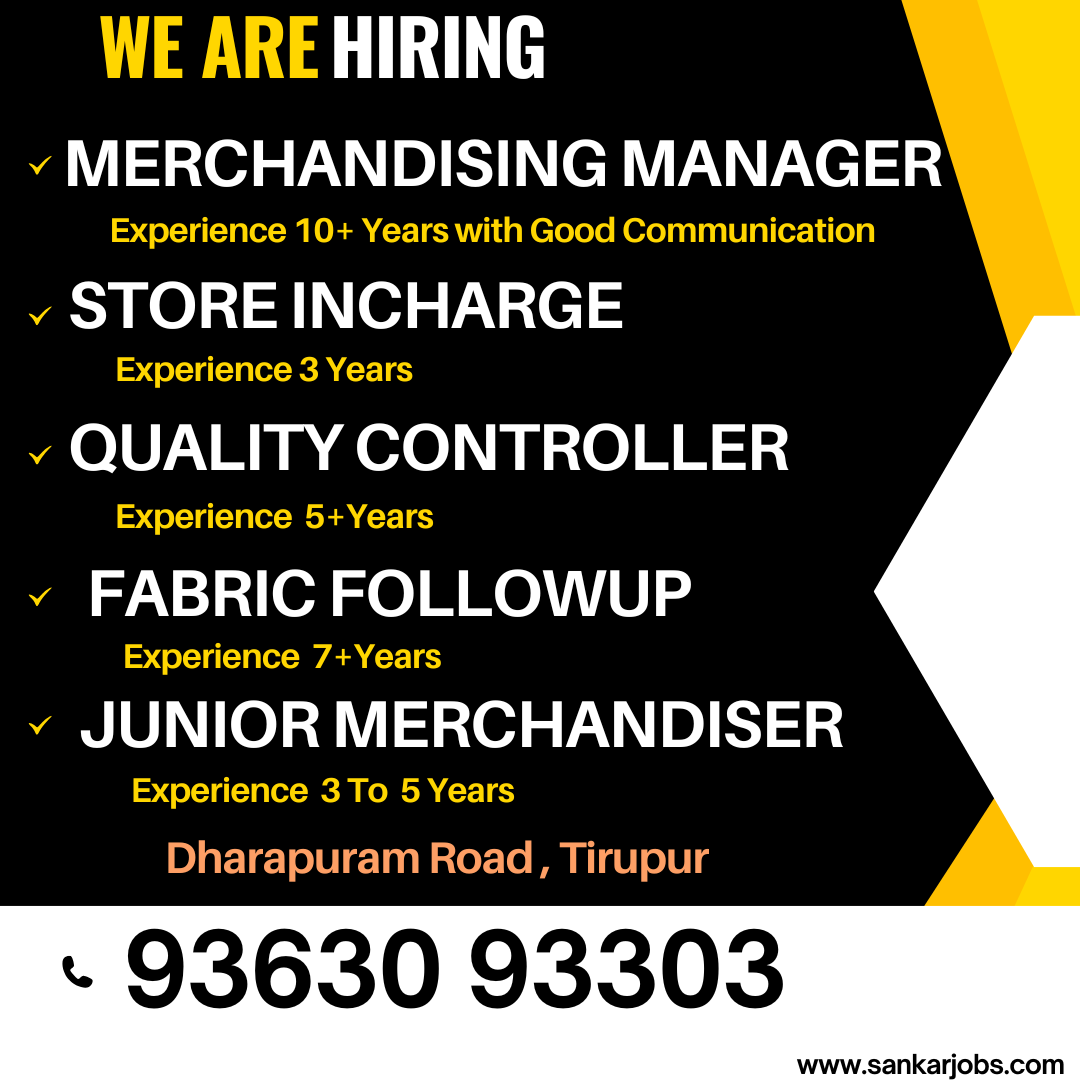 WE ARE HIRING
MERCHANDISING MANAGER
Experience 10+ Years with Good Communication
STORE INCHARGE
Experience 3 Years
QUALITY CONTROLLER
Experience 5+Years
FABRIC FOLLOWUP
Experience 7+Years
JUNIOR MERCHANDISER
Experience 3 To 5 Years
Dharapuram Road , Tirupur
93630 93303
www.sankarjobs.com